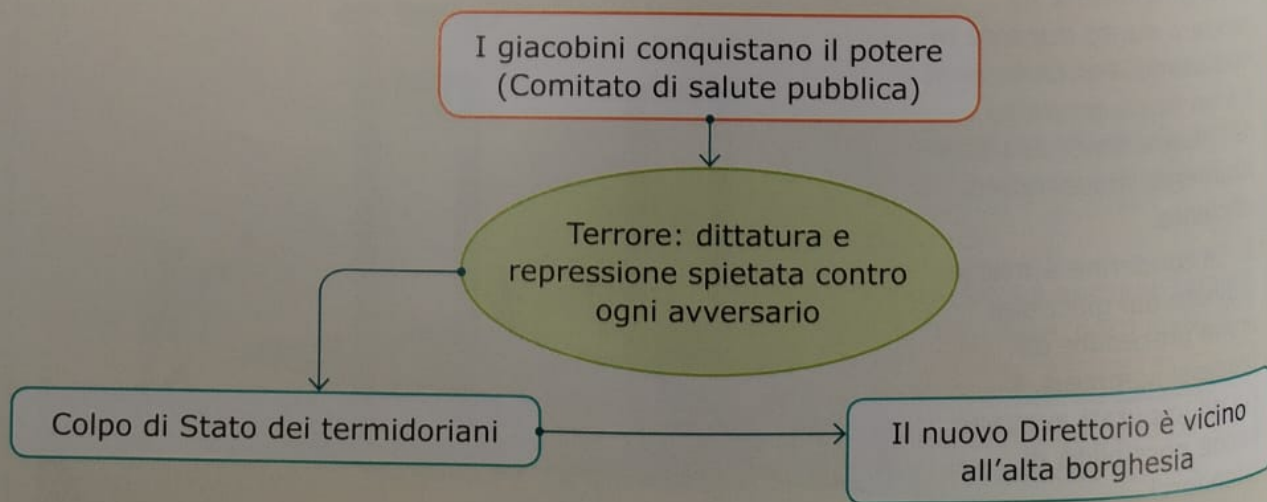 I giacobini conquistano il potere
(Comitato di salute pubblica)
Terrore: dittatura e
repressione spietata contro
ogni avversario
Colpo di Stato dei termidoriani
Il nuovo Direttorio è vicino
all'alta borghesia